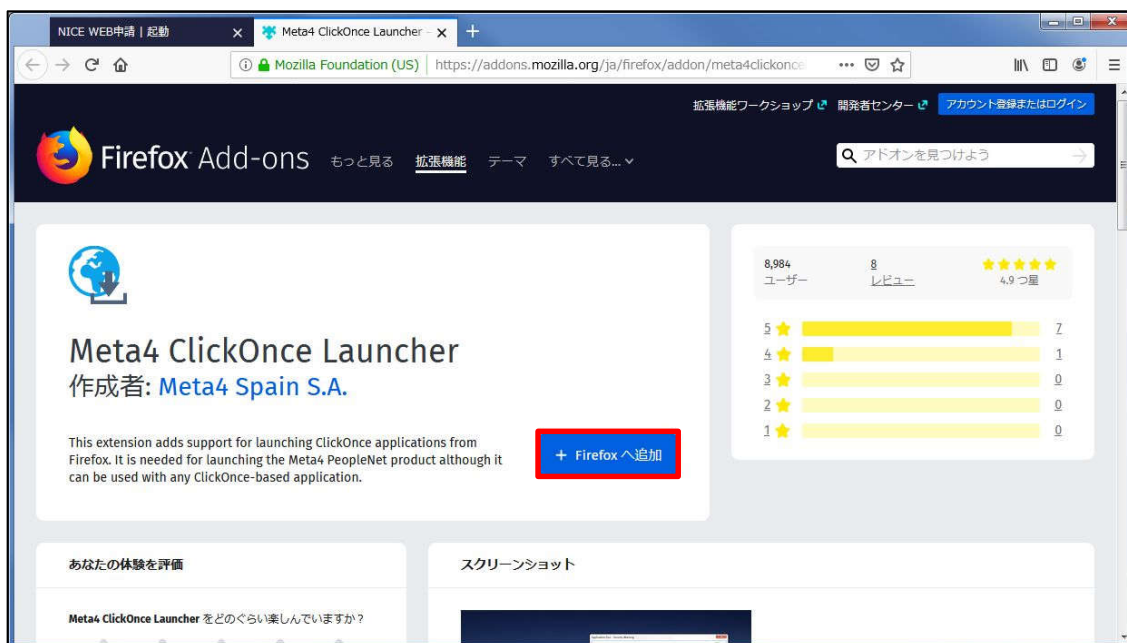 NICE WEB申請 | 起動
Meta4 ClickOnce Launcher –
Mozilla Foundation (US)
https://addons.mozilla.org/ja/firefox/addon/meta4clickonce
拡張機能ワークショップ
開発者センター
アカウント登録またはログイン
Firefox Add-ons
もっと見る
拡張機能
テーマ
すべて見る...
アドオンを見つけよう
Meta4 ClickOnce Launcher
作成者: Meta4 Spain S.A.
This extension adds support for launching ClickOnce applications from
Firefox. It is needed for launching the Meta4 PeopleNet product although it
can be used with any ClickOnce-based application.
+ Firefox へ追加
8,984
ユーザー
8
レビュー
4.9 つ星
5 7
4 1
3 0
2 0
1 0
あなたの体験を評価
Meta4 ClickOnce Launcher をどのぐらい楽しんでいますか？
スクリーンショット